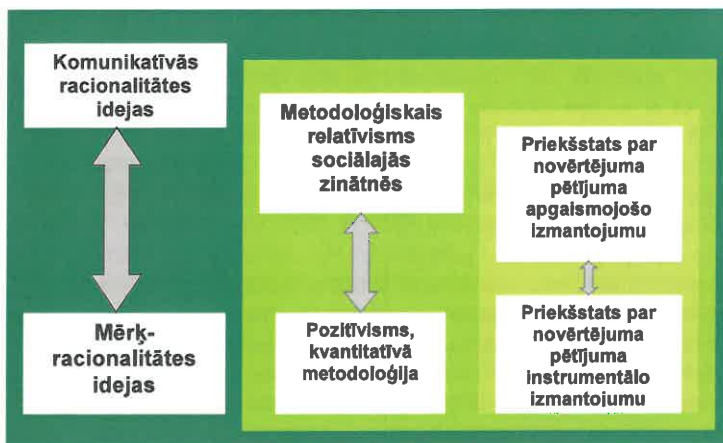 Komunikatīvās
racionalitātes
idejas
Mērķ-
racionalitātes
idejas
Metodoloģiskais
relatīvisms
sociālajās
zinātnēs
Pozitīvisms,
kvantitatīvā
metodoloģija
Priekšstats par
novērtējuma
pētījuma
apgaismojošo
izmantojumu
Priekšstats par
novērtējuma
pētījuma
instrumentālo
izmantojumu